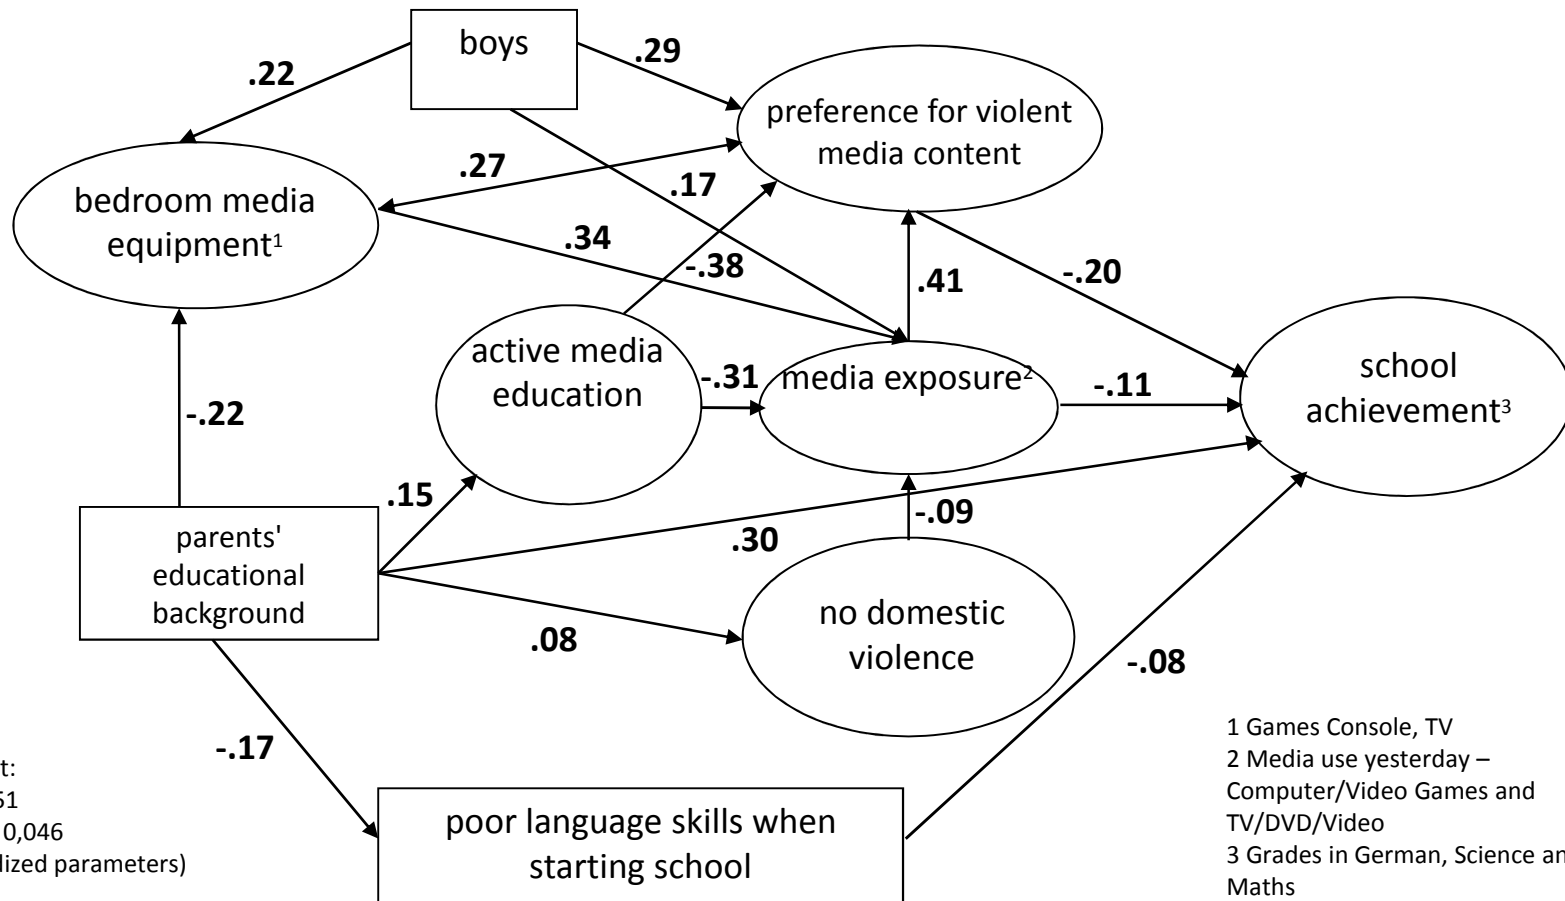 boys
.22
.29
preference for violent
media content
.27
.17
bedroom media
equipment1
.34
-.38
.41
-.20
active media
education
-.31
media exposure2
-.11
school
achievement3
-.22
.15
-.09
.30
parents'
educational
background
no domestic
violence
.08
-.08
-.17
0,046
parameters)
poor language skills when
starting school
1 Games Console, TV
2 Media use yesterday –
Computer/Video Games and
TV/DVD/Video
3 Grades in German, Science
Maths